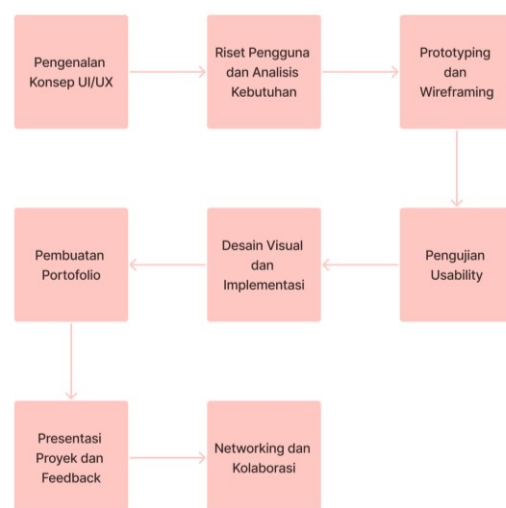 Pengenalan
Konsep UI/UX
Riset Pengguna
dan Analisis
Kebutuhan
Prototyping
dan
Wireframing
Pengujian
Usability
Desain Visual
dan
Implementasi
Pembuatan
Portofolio
Presentasi
Proyek dan
Feedback
Networking dan
Kolaborasi